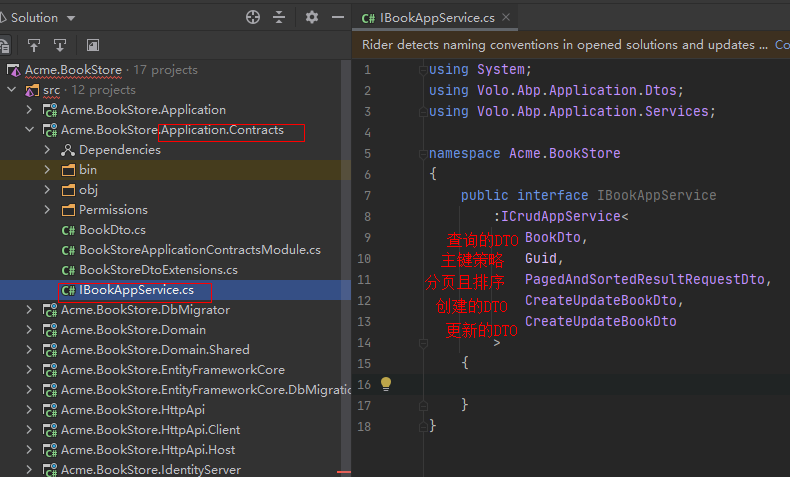 Solution
Acme.BookStore · 17 projects
src · 12 projects
Acme.BookStore.Application
Acme.BookStore.Application.Contracts
Dependencies
bin
obj
Permissions
BookDto.cs
BookStoreApplicationContractsModule.cs
BookStoreDtoExtensions.cs
IBookAppService.cs
Acme.BookStore.DbMigrator
Acme.BookStore.Domain
Acme.BookStore.Domain.Shared
Acme.BookStore.EntityFrameworkCore
Acme.BookStore.EntityFrameworkCore.DbMigratio
Acme.BookStore.HttpApi
Acme.BookStore.HttpApi.Client
Acme.BookStore.HttpApi.Host
Acme.BookStore.IdentityServer
C# IBookAppService.cs ×
Rider detects naming conventions in opened solutions and updates ... Co
1 using System;
2 using Volo.Abp.Application.Dtos;
3 using Volo.Abp.Application.Services;
4
5 namespace Acme.BookStore
6 {
7 public interface IBookAppService
8 :ICrudAppService<
9 查询的DTO BookDto,
10 主键策略 Guid,
11 分页且排序 PagedAndSortedResultRequestDto,
12 创建的DTO CreateUpdateBookDto,
13 更新的DTO CreateUpdateBookDto
14 >
15 {
16
17 }
18 }